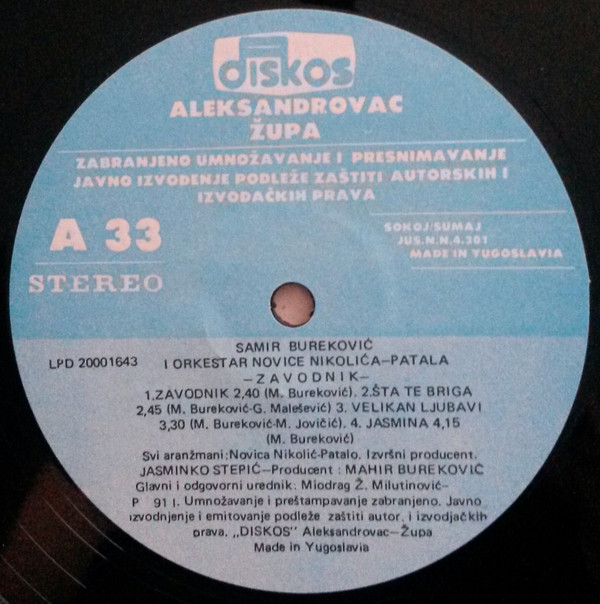 diskos
ALEKSANDROVAC
ŽUPA
ZABRANJENO UMNOŽAVANJE I PRESNIMAVANJE
JAVNO IZVOĐENJE PODLEŽE ZAŠTITI AUTORSKIH I
IZVOĐAČKIH PRAVA
A 33
STEREO
SOKOJ/SUMAJ
JUS.N.N.4.201
MADE IN YUGOSLAVIA
SAMIR BUREKOVIĆ
LPD 20001643
I ORKESTAR NOVICE NIKOLIĆA—PATALA
—ZAVODNIK—
1.ZAVODNIK 2,40 (M. Bureković). 2.ŠTA TE BRIGA
2,45 (M. Bureković-G. Malešević) 3. VELIKAN LJUBAVI
3,30 (M. Bureković-M. Jovičić). 4. JASMINA 4,15
(M. Bureković)
Svi aranžmani:Novica Nikolić-Patalo. Izvršni producent.
JASMINKO STEPIĆ—Producent : MAHIR BUREKOVIĆ
Glavni i odgovorni urednik: Miodrag Ž. Milutinović—
P 91 I. Umnožavanje i preštampavanje zabranjeno. Javno
izvodnjenje i emitovanje podleže zaštiti autor. i izvodjačkih
prava. ,,DISKOS" Aleksandrovac—Župa
Made in Yugoslavia